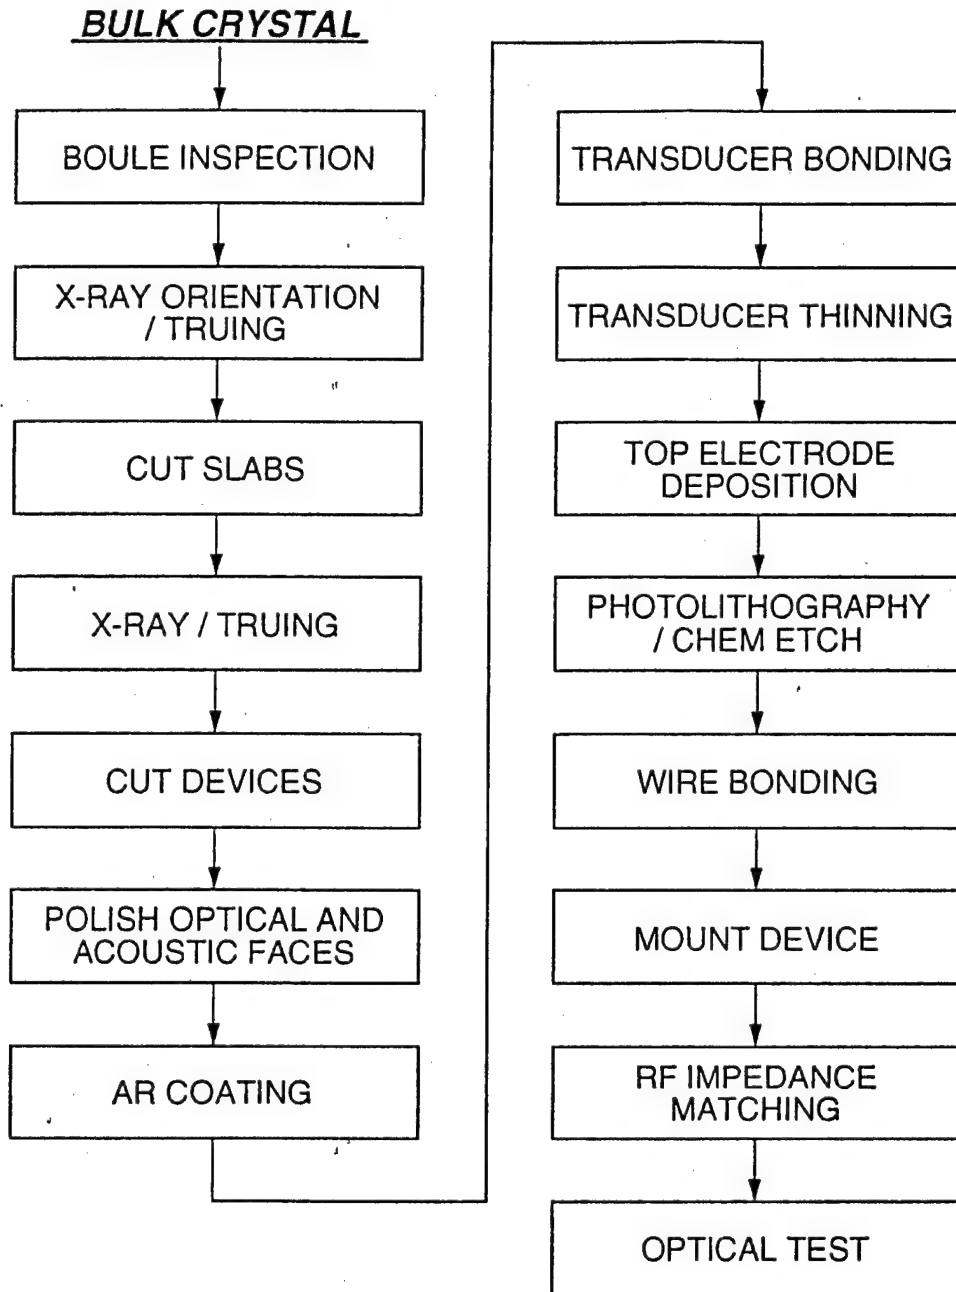 BULK CRYSTAL
BOULE INSPECTION
X-RAY ORIENTATION
/ TRUING
CUT SLABS
X-RAY / TRUING
CUT DEVICES
POLISH OPTICAL AND
ACOUSTIC FACES
AR COATING
TRANSDUCER BONDING
TRANSDUCER THINNING
TOP ELECTRODE
DEPOSITION
PHOTOLITHOGRAPHY
/ CHEM ETCH
WIRE BONDING
MOUNT DEVICE
RF IMPEDANCE
MATCHING
OPTICAL TEST